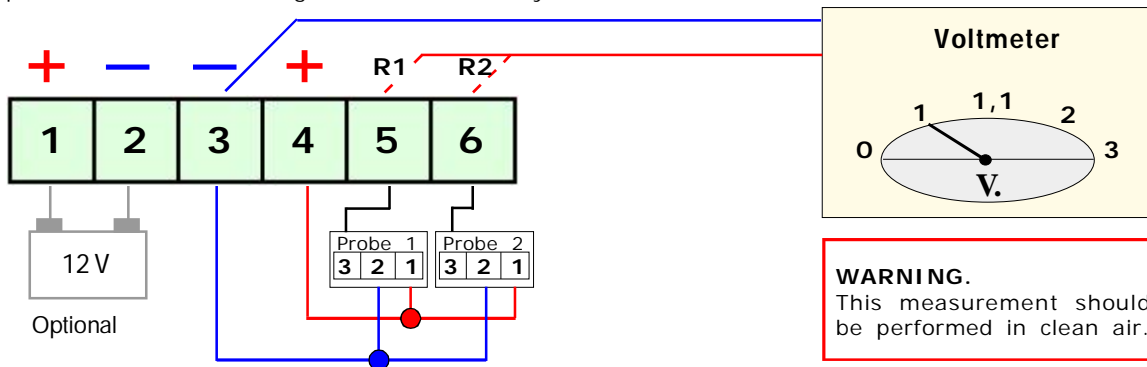 Voltmeter
+ – – + R1 R2
1 2 3 4 5 6
0 1 1,1 2 3
V.
12 V
Optional
Probe 1
3 2 1
Probe 2
3 2 1
WARNING.
This measurement should
be performed in clean air.